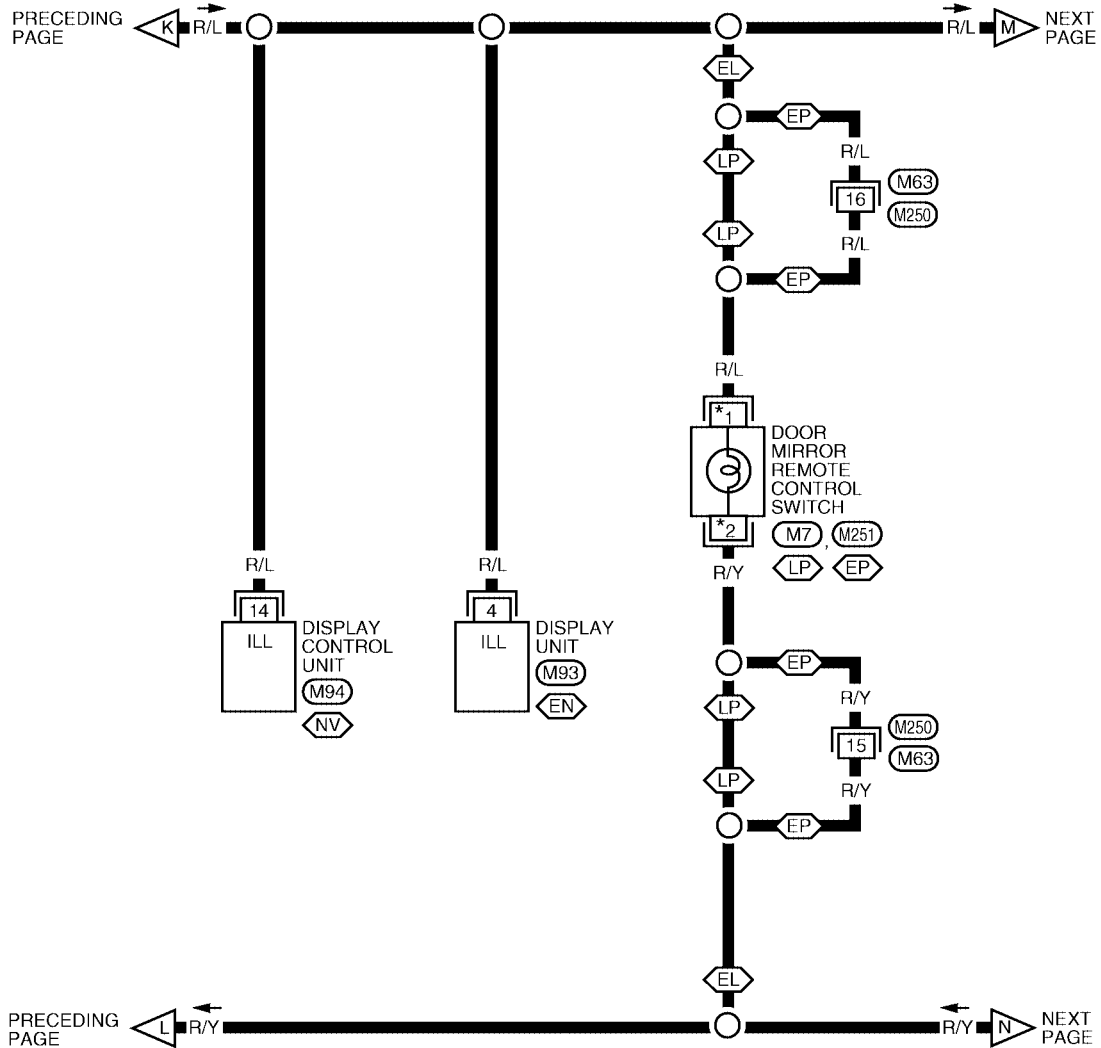 PRECEDING
PAGE
K
R/L
R/L
M
NEXT
PAGE
EL
EP
R/L
LP
16
M63
M250
LP
R/L
EP
R/L
*1
DOOR
MIRROR
REMOTE
CONTROL
SWITCH
*2
M7 , M251
LP EP
R/Y
R/L
14
ILL
DISPLAY
CONTROL
UNIT
M94
NV
R/L
4
ILL
DISPLAY
UNIT
M93
EN
EP
R/Y
LP
15
M250
M63
LP
R/Y
EP
EL
PRECEDING
PAGE
L
R/Y
R/Y
N
NEXT
PAGE